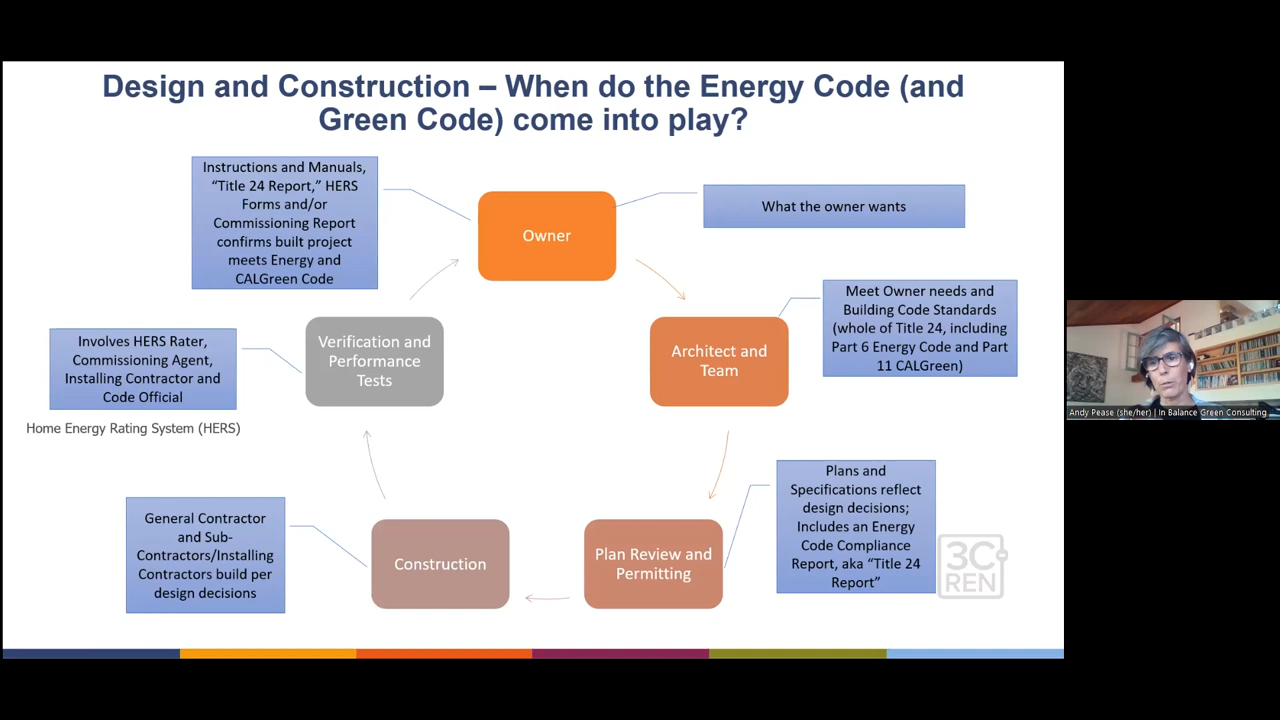 Design and Construction – When do the Energy Code (and
Green Code) come into play?
Instructions and Manuals,
“Title 24 Report,” HERS
Forms and/or
Commissioning Report
confirms built project
meets Energy and
CALGreen Code
Owner
What the owner wants
Meet Owner needs and
Building Code Standards
(whole of Title 24, including
Part 6 Energy Code and Part
11 CALGreen)
Architect and
Team
Verification and
Performance
Tests
Involves HERS Rater,
Commissioning Agent,
Installing Contractor and
Code Official
Home Energy Rating System (HERS)
Plans and
Specifications reflect
design decisions;
Includes an Energy
Code Compliance
Report, aka “Title 24
Report”
Plan Review and
Permitting
Construction
General Contractor
and Sub-
Contractors/Installing
Contractors build per
design decisions
3C
REN
Andy Pease (she/her) | In Balance Green Consulting